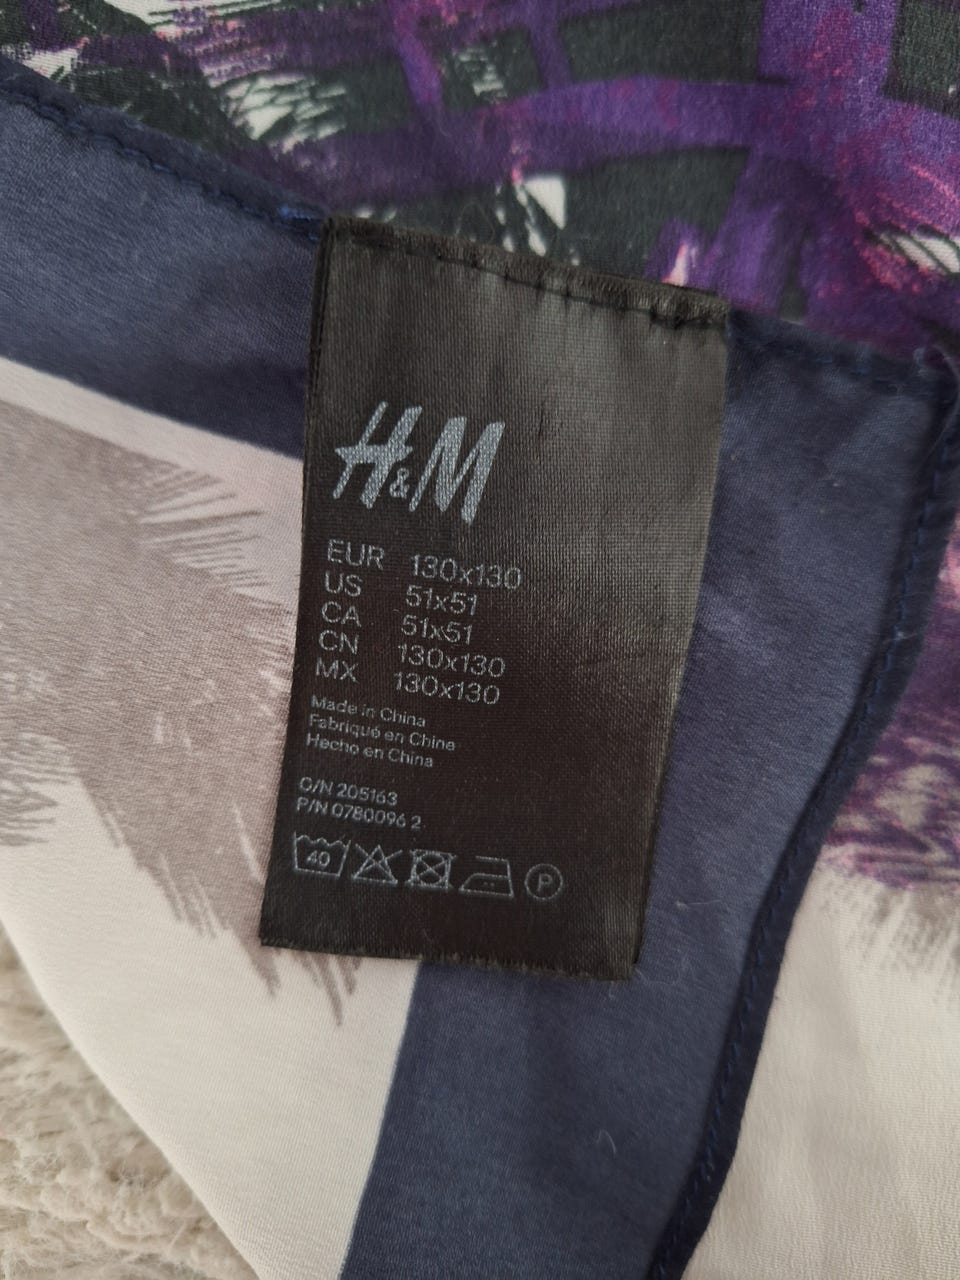 H&M
EUR 130x130
US 51x51
CA 51x51
CN 130x130
MX 130x130
Made in China
Fabriqué en Chine
Hecho en China
O/N 205163
P/N 0780096 2
40
P